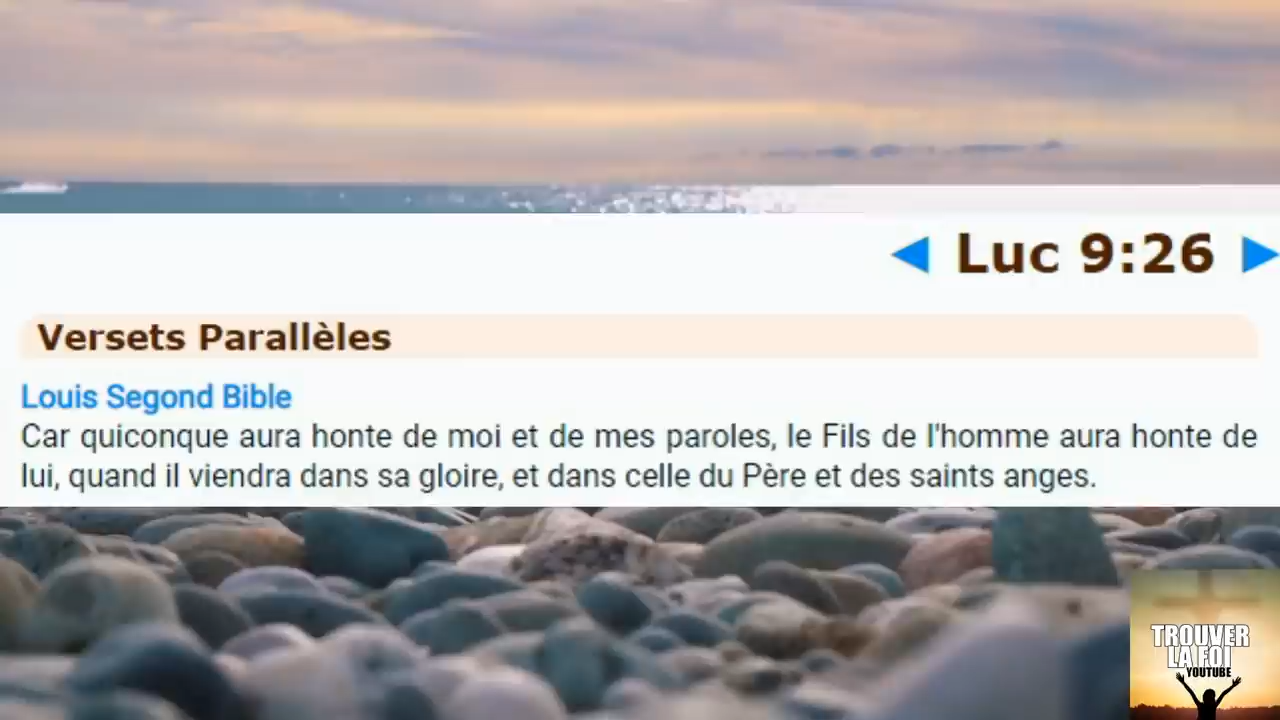 Luc 9:26
Versets Parallèles
Louis Segond Bible
Car quiconque aura honte de moi et de mes paroles, le Fils de l'homme aura honte de
lui, quand il viendra dans sa gloire, et dans celle du Père et des saints anges.
TROUVER
LA FOI
YOUTUBE